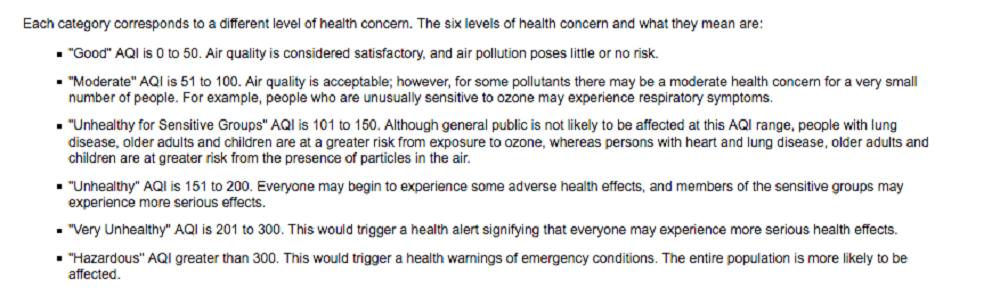 Each category corresponds to a different level of health concern. The six levels of health concern and what they mean are:
▪ "Good" AQI is 0 to 50. Air quality is considered satisfactory, and air pollution poses little or no risk.
▪ "Moderate" AQI is 51 to 100. Air quality is acceptable; however, for some pollutants there may be a moderate health concern for a very small
number of people. For example, people who are unusually sensitive to ozone may experience respiratory symptoms.
▪ "Unhealthy for Sensitive Groups" AQI is 101 to 150. Although general public is not likely to be affected at this AQI range, people with lung
disease, older adults and children are at a greater risk from exposure to ozone, whereas persons with heart and lung disease, older adults and
children are at greater risk from the presence of particles in the air.
▪ "Unhealthy" AQI is 151 to 200. Everyone may begin to experience some adverse health effects, and members of the sensitive groups may
experience more serious effects.
▪ "Very Unhealthy" AQI is 201 to 300. This would trigger a health alert signifying that everyone may experience more serious health effects.
▪ "Hazardous" AQI greater than 300. This would trigger a health warnings of emergency conditions. The entire population is more likely to be
affected.